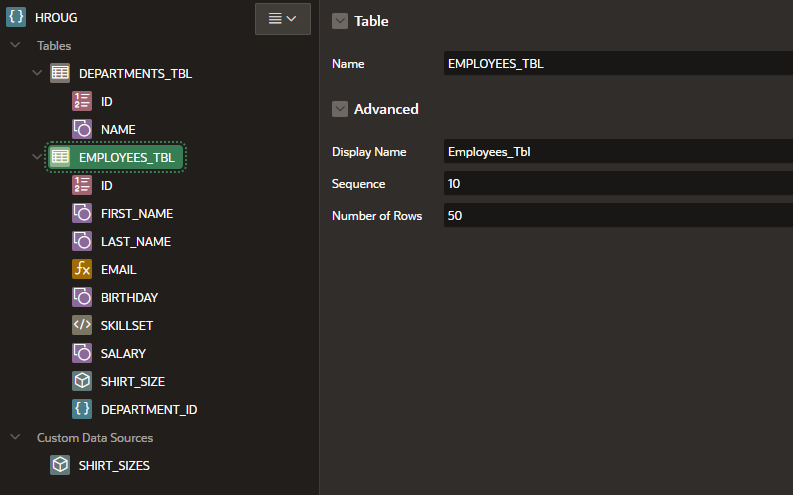 HROUG
Tables
DEPARTMENTS_TBL
ID
NAME
EMPLOYEES_TBL
ID
FIRST_NAME
LAST_NAME
EMAIL
BIRTHDAY
SKILLSET
SALARY
SHIRT_SIZE
DEPARTMENT_ID
Custom Data Sources
SHIRT_SIZES
Table
Name EMPLOYEES_TBL
Advanced
Display Name Employees_Tbl
Sequence 10
Number of Rows 50